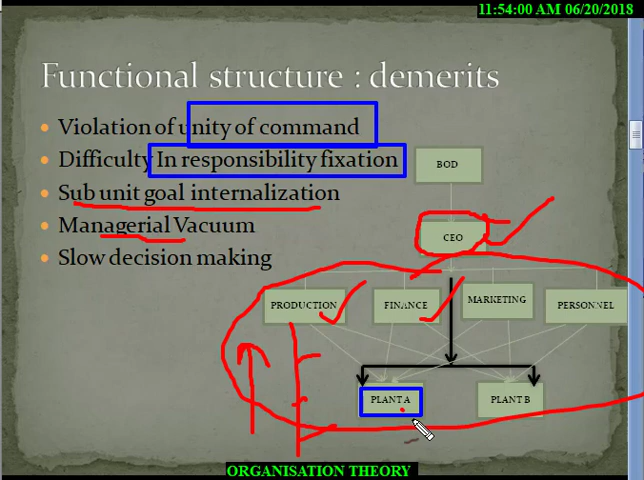 11:54:00 AM 06/20/2018
Functional structure : demerits
Violation of unity of command
Difficulty In responsibility fixation
Sub unit goal internalization
Managerial Vacuum
Slow decision making
BOD
CEO
PRODUCTION FINANCE MARKETING PERSONNEL
PLANT A PLANT B
ORGANISATION THEORY